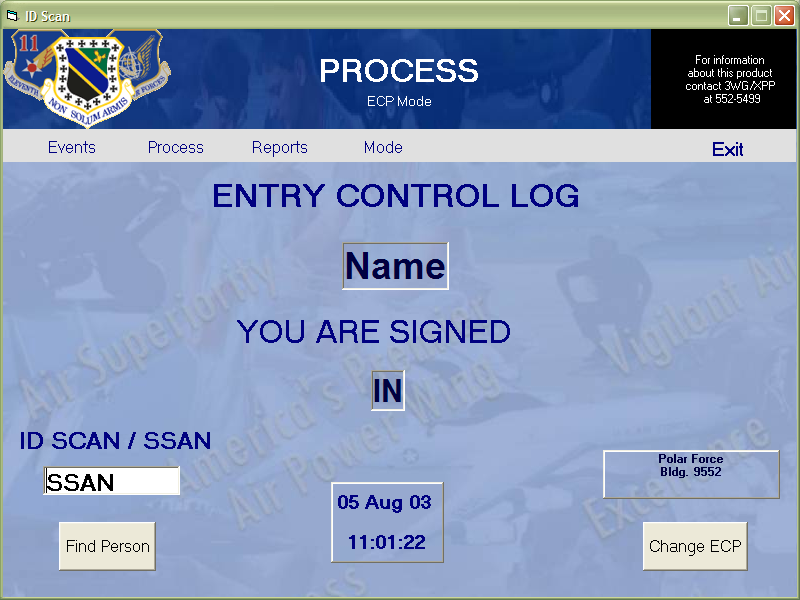 ID Scan
11
ELEVENTH AIR FORCES
NON SOLUM ARMIS
PROCESS
ECP Mode
For information
about this product
contact 3WG/XPP
at 552-5499
Events Process Reports Mode Exit
ENTRY CONTROL LOG
Name
YOU ARE SIGNED
IN
Air Superiority
America's Premier
Air Power Wing
Vigilant Air
Excellence
ID SCAN / SSAN
SSAN
Find Person
05 Aug 03
11:01:22
Polar Force
Bldg. 9552
Change ECP